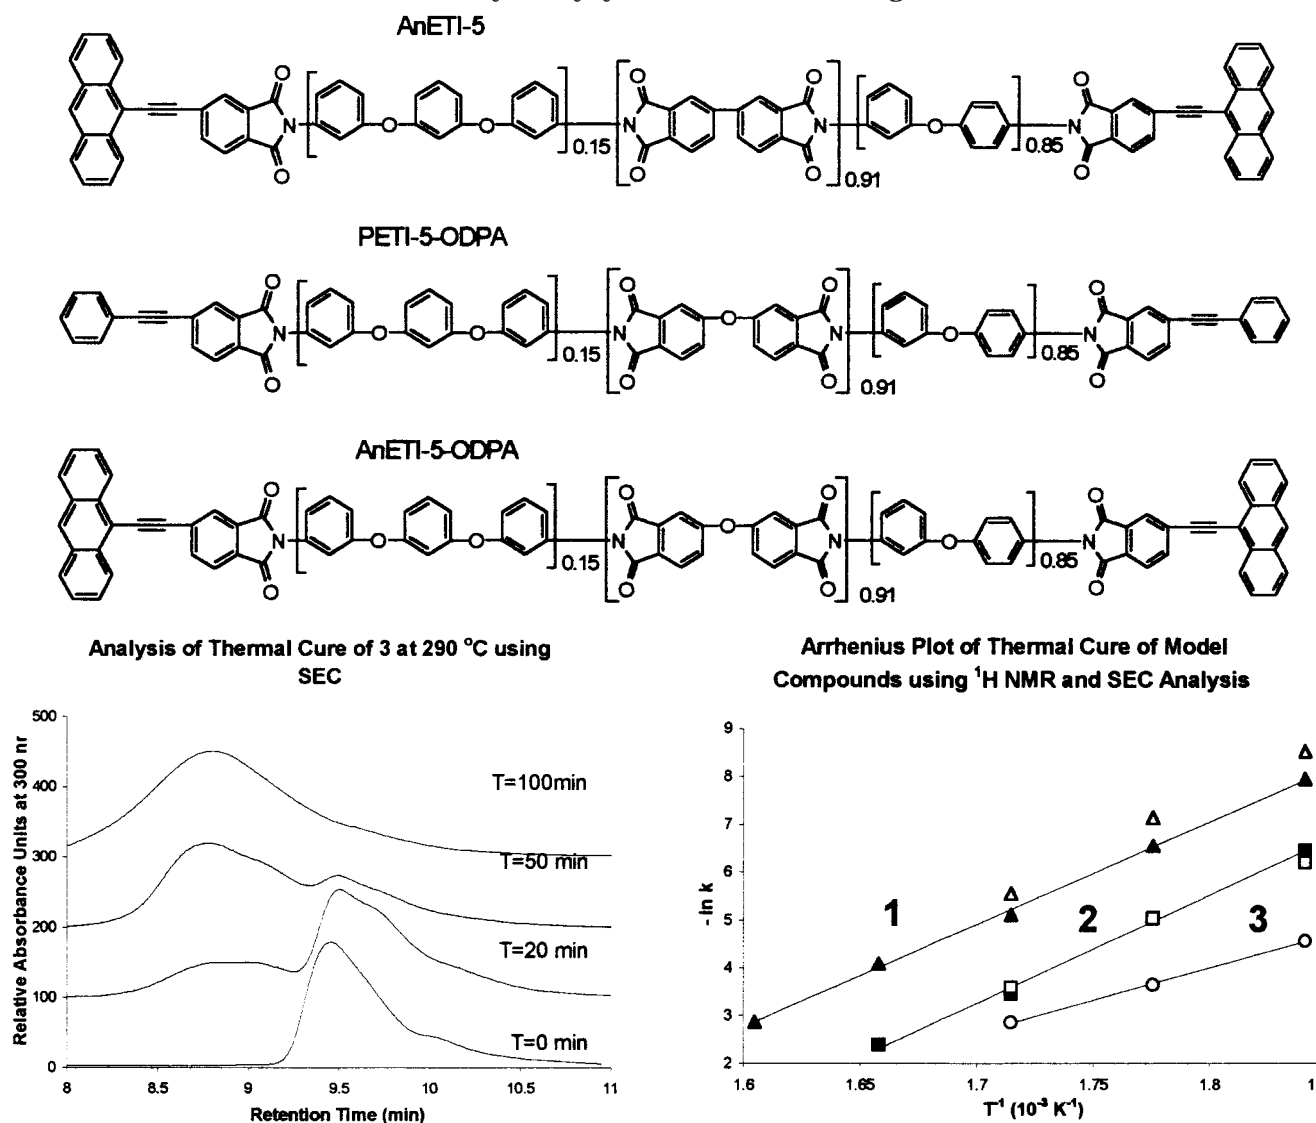 AnETI-5
O O O O O O
N O O N N O N
0.15 0.85
O O O O O O
0.91
PETI-5-ODPA
O O O O O O
N O O N O N O N
0.15 0.85
O O O O O O
0.91
AnETI-5-ODPA
O O O O O O
N O O N O N O N
0.15 0.85
O O O O O O
0.91
Analysis of Thermal Cure of 3 at 290 °C using
SEC
Relative Absorbance Units at 300 nr
500
400
300
200
100
0
T=100min
T=50 min
T=20 min
T=0 min
8 8.5 9 9.5 10 10.5 11
Retention Time (min)
Arrhenius Plot of Thermal Cure of Model
Compounds using ¹H NMR and SEC Analysis
- ln k
9
8
7
6
5
4
3
2
1 2 3
1.6 1.65 1.7 1.75 1.8 1
T⁻¹ (10⁻³ K⁻¹)